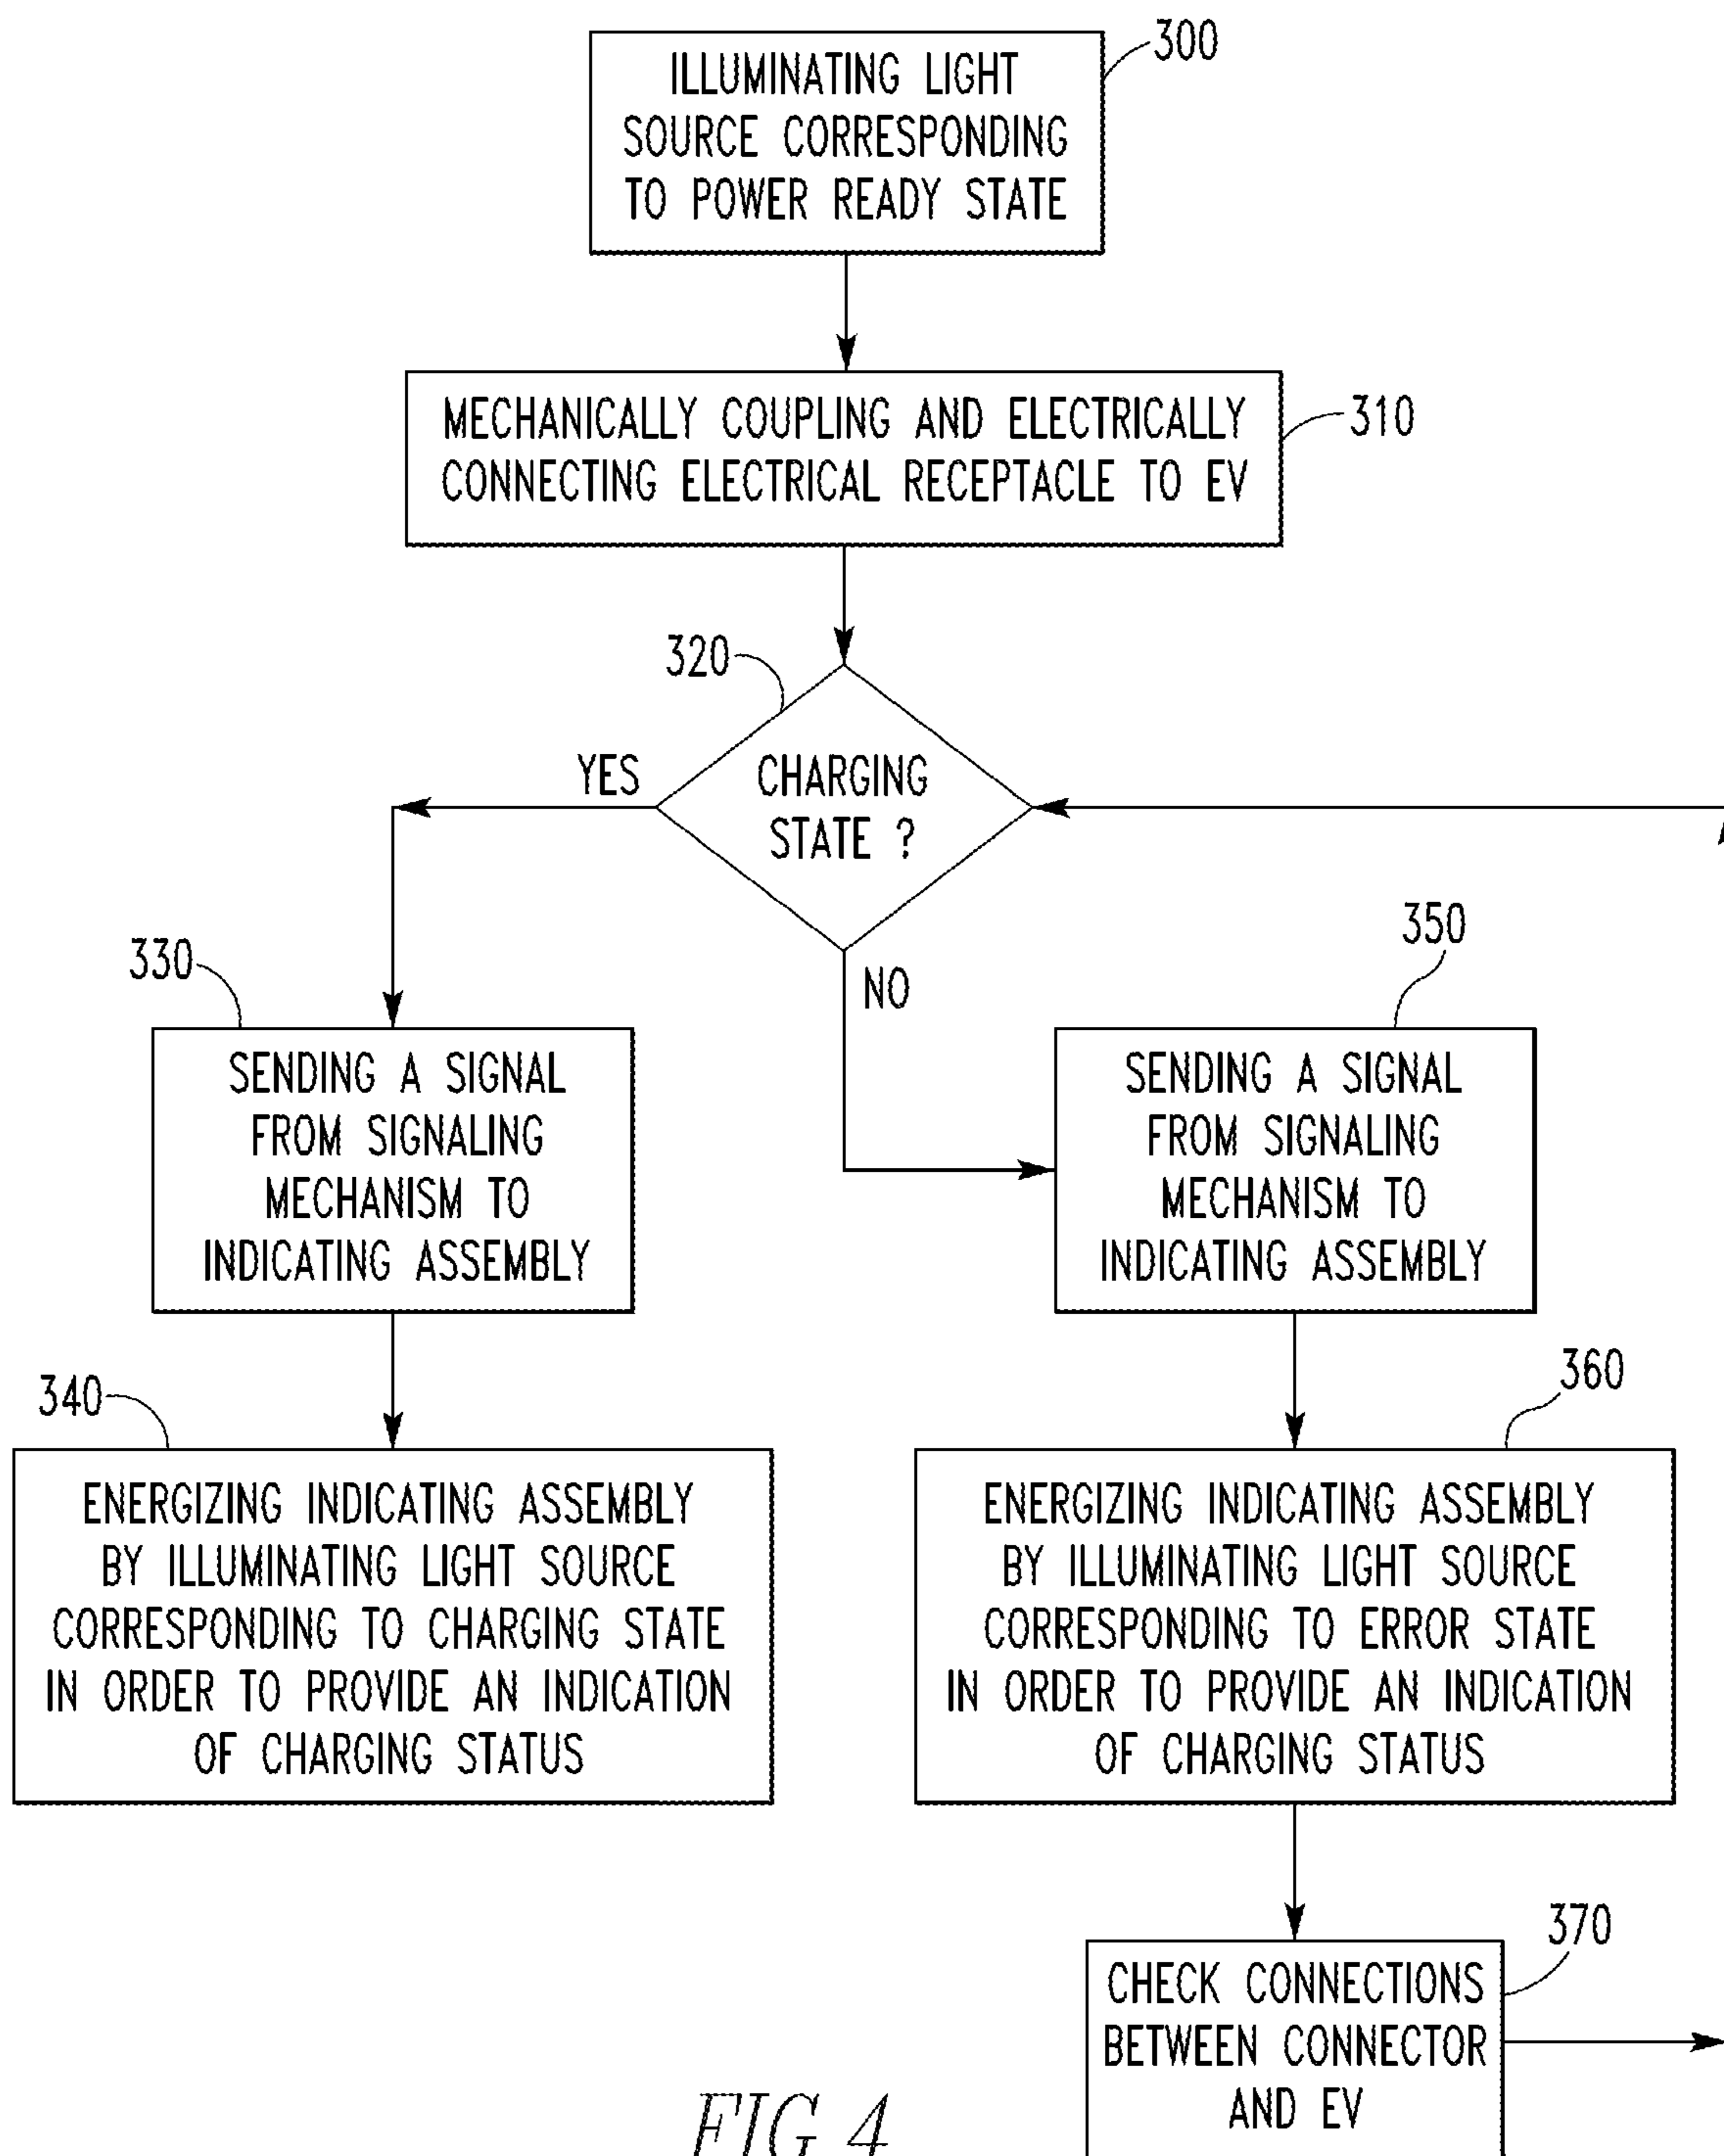 300
ILLUMINATING LIGHT
SOURCE CORRESPONDING
TO POWER READY STATE
310
MECHANICALLY COUPLING AND ELECTRICALLY
CONNECTING ELECTRICAL RECEPTACLE TO EV
320
CHARGING
STATE ?
YES
NO
330
SENDING A SIGNAL
FROM SIGNALING
MECHANISM TO
INDICATING ASSEMBLY
340
ENERGIZING INDICATING ASSEMBLY
BY ILLUMINATING LIGHT SOURCE
CORRESPONDING TO CHARGING STATE
IN ORDER TO PROVIDE AN INDICATION
OF CHARGING STATUS
350
SENDING A SIGNAL
FROM SIGNALING
MECHANISM TO
INDICATING ASSEMBLY
360
ENERGIZING INDICATING ASSEMBLY
BY ILLUMINATING LIGHT SOURCE
CORRESPONDING TO ERROR STATE
IN ORDER TO PROVIDE AN INDICATION
OF CHARGING STATUS
370
CHECK CONNECTIONS
BETWEEN CONNECTOR
AND EV
FIG 4